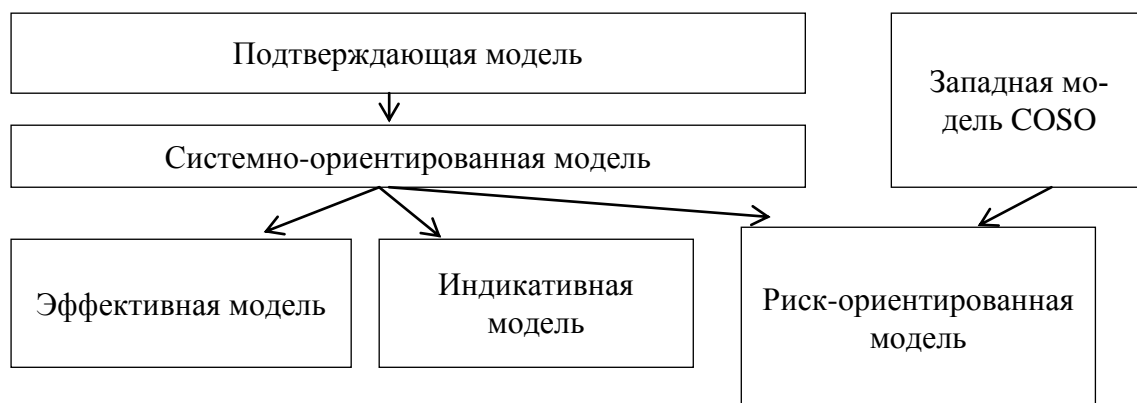 Подтверждающая модель
Западная мо-
дель COSO
Системно-ориентированная модель
Эффективная модель
Индикативная
модель
Риск-ориентированная
модель